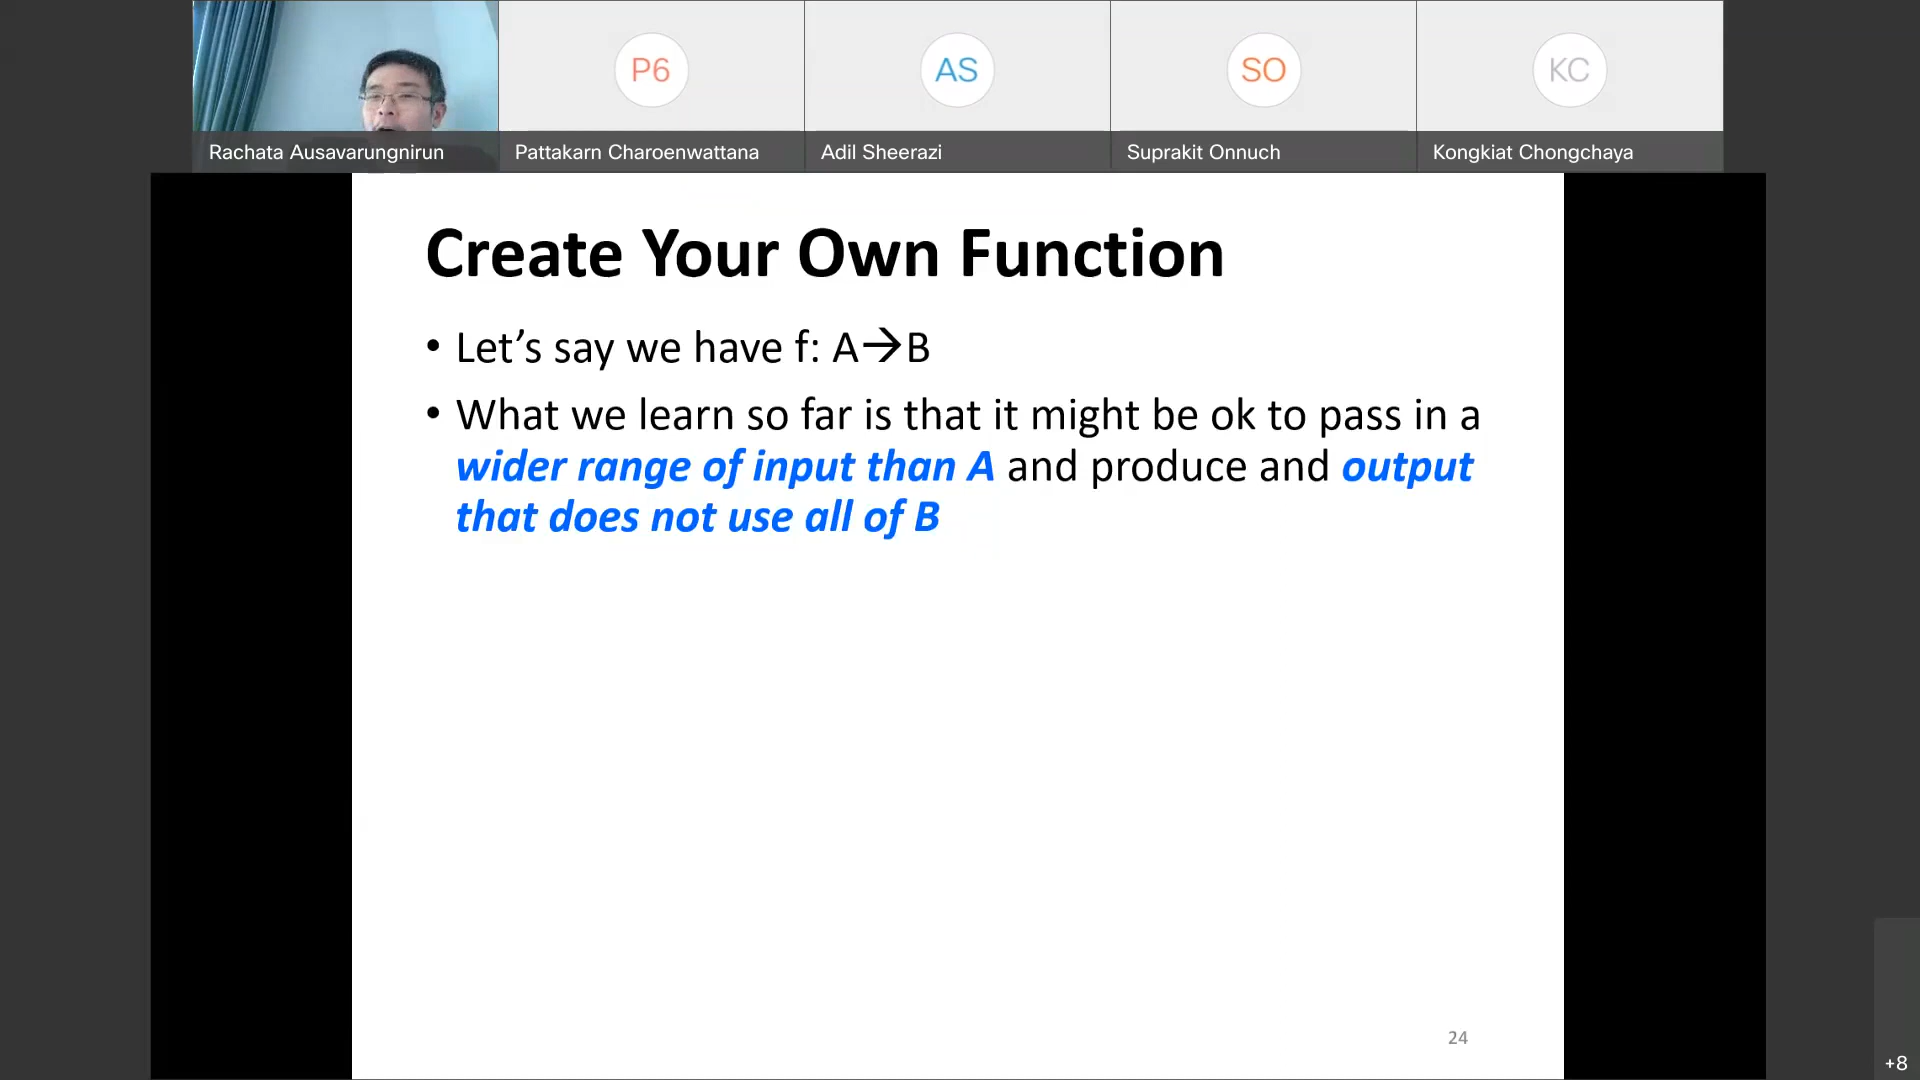 P6
AS
SO
KC
Rachata Ausavarungnirun
Pattakarn Charoenwattana
Adil Sheerazi
Suprakit Onnuch
Kongkiat Chongchaya
Create Your Own Function
• Let’s say we have f: A→B
• What we learn so far is that it might be ok to pass in a
wider range of input than A and produce and output
that does not use all of B
24
+8